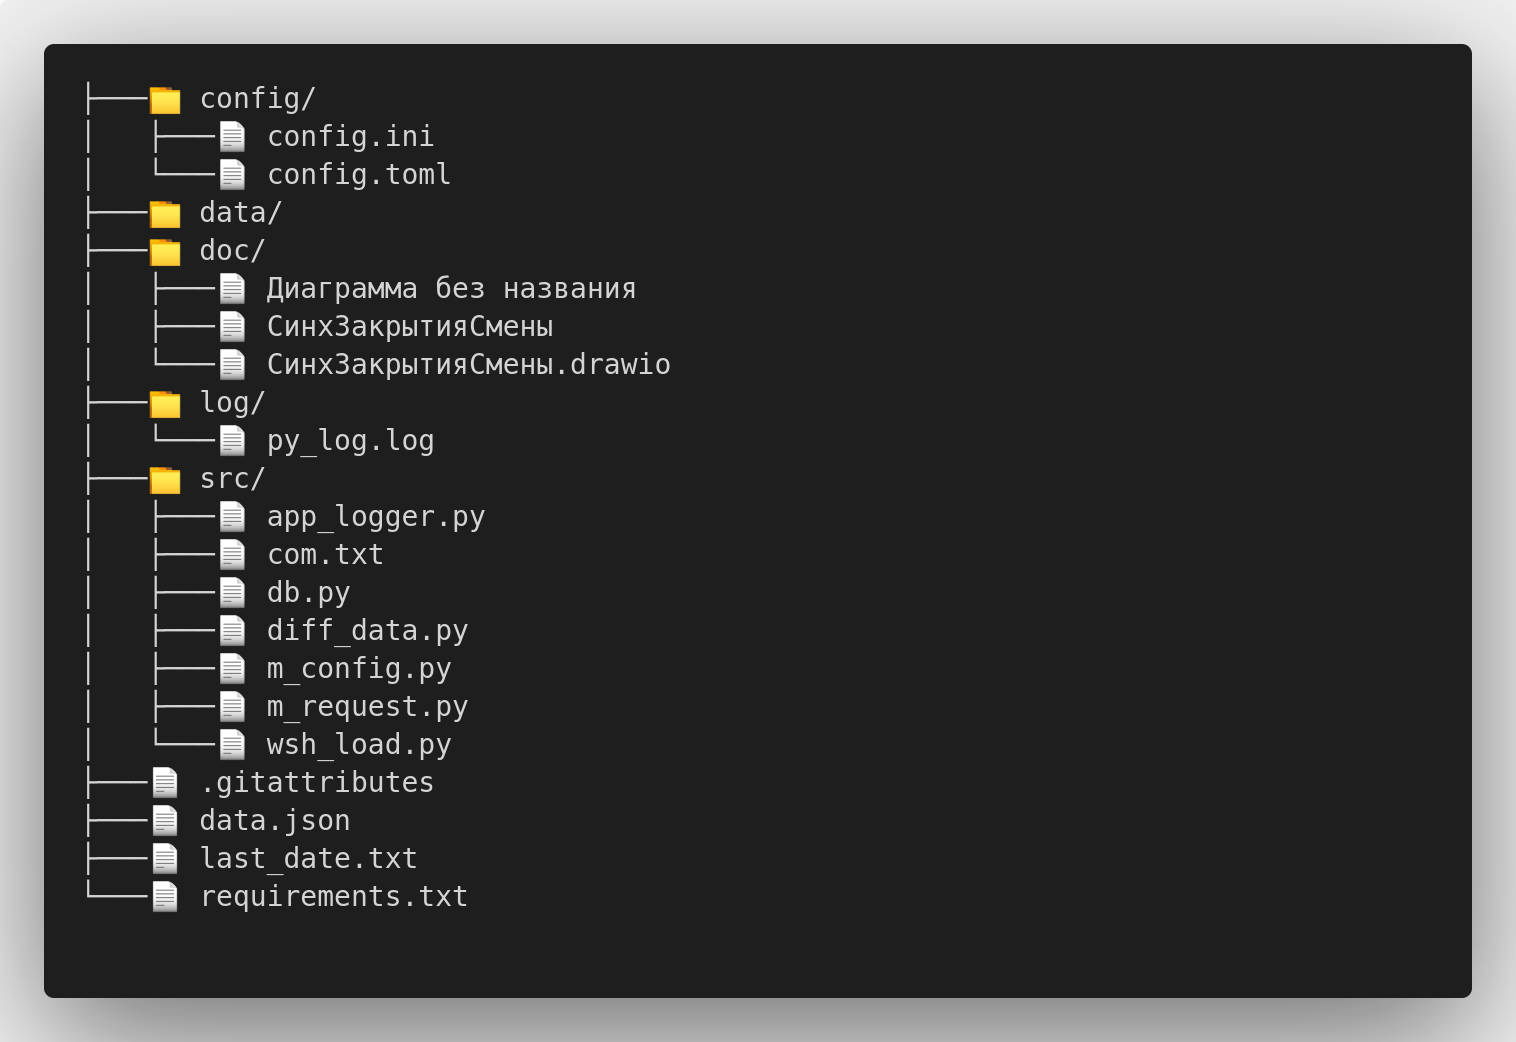 ├───📁 config/
│   ├───📄 config.ini
│   └───📄 config.toml
├───📁 data/
├───📁 doc/
│   ├───📄 Диаграмма без названия
│   ├───📄 СинхЗакрытияСмены
│   └───📄 СинхЗакрытияСмены.drawio
├───📁 log/
│   └───📄 py_log.log
├───📁 src/
│   ├───📄 app_logger.py
│   ├───📄 com.txt
│   ├───📄 db.py
│   ├───📄 diff_data.py
│   ├───📄 m_config.py
│   ├───📄 m_request.py
│   └───📄 wsh_load.py
├───📄 .gitattributes
├───📄 data.json
├───📄 last_date.txt
└───📄 requirements.txt